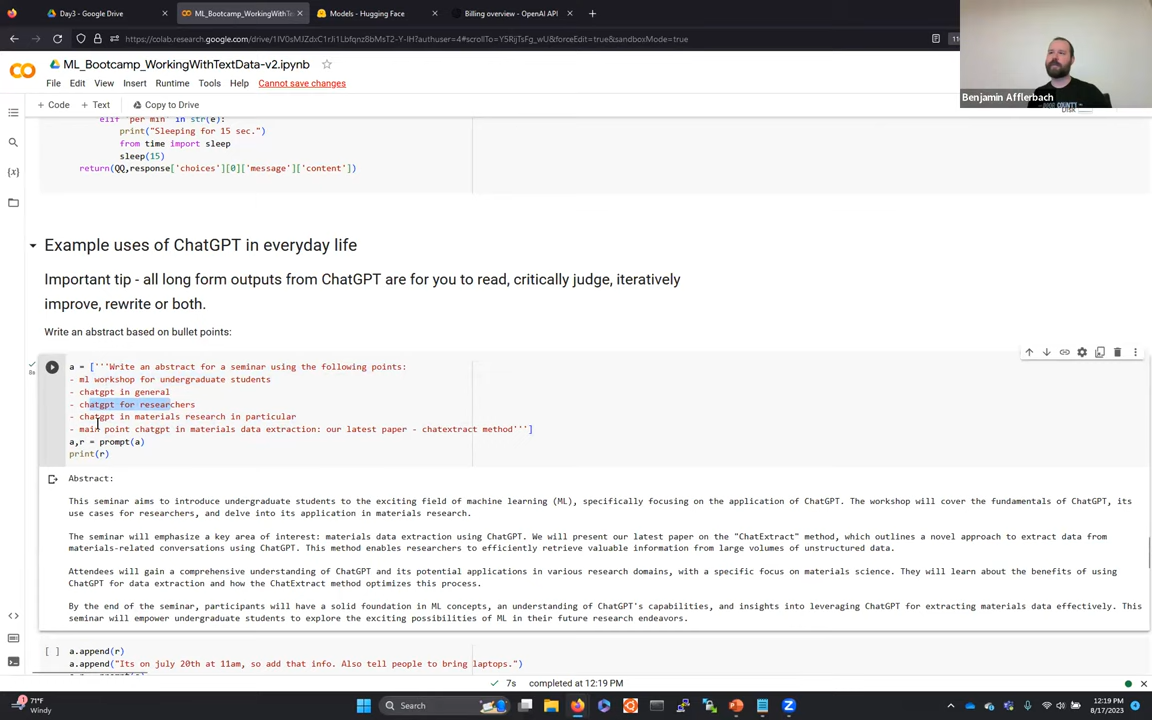 Day3
ML_Bootcamp_WorkingWithTex
Models - Hugging Face
Billing overview - OpenAI API
ML_Bootcamp_WorkingWithTextData-v2.ipynb
File Edit View Insert Runtime Tools Help Cannot save changes
+ Code + Text Copy to Drive
Benjamin Afflerbach
Disk
elif 'per min' in str(e):
print("Sleeping for 15 sec.")
from time import sleep
sleep(15)
return(QQ,response['choices'][0]['message']['content'])
Example uses of ChatGPT in everyday life
Important tip - all long form outputs from ChatGPT are for you to read, critically judge, iteratively
improve, rewrite or both.
Write an abstract based on bullet points:
8s
a = ['''Write an abstract for a seminar using the following points:
- ml workshop for undergraduate students
- chatgpt in general
- chatgpt for researchers
- chatgpt in materials research in particular
- main point chatgpt in materials data extraction: our latest paper - chatextract method''']
a,r = prompt(a)
print(r)
Abstract:
This seminar aims to introduce undergraduate students to the exciting field of machine learning (ML), specifically focusing on the application of ChatGPT. The workshop will cover the fundamentals of ChatGPT, its
use cases for researchers, and delve into its application in materials research.
The seminar will emphasize a key area of interest: materials data extraction using ChatGPT. We will present our latest paper on the "ChatExtract" method, which outlines a novel approach to extract data from
materials-related conversations using ChatGPT. This method enables researchers to efficiently retrieve valuable information from large volumes of unstructured data.
Attendees will gain a comprehensive understanding of ChatGPT and its potential applications in various research domains, with a specific focus on materials science. They will learn about the benefits of using
ChatGPT for data extraction and how the ChatExtract method optimizes this process.
By the end of the seminar, participants will have a solid foundation in ML concepts, an understanding of ChatGPT's capabilities, and insights into leveraging ChatGPT for extracting materials data effectively. This
seminar will empower undergraduate students to explore the exciting possibilities of ML in their future research endeavors.
[ ] a.append(r)
a.append("Its on july 20th at 11am, so add that info. Also tell people to bring laptops.")
7s completed at 12:19 PM
71°F
Windy
Search
12:19 PM
8/17/2023